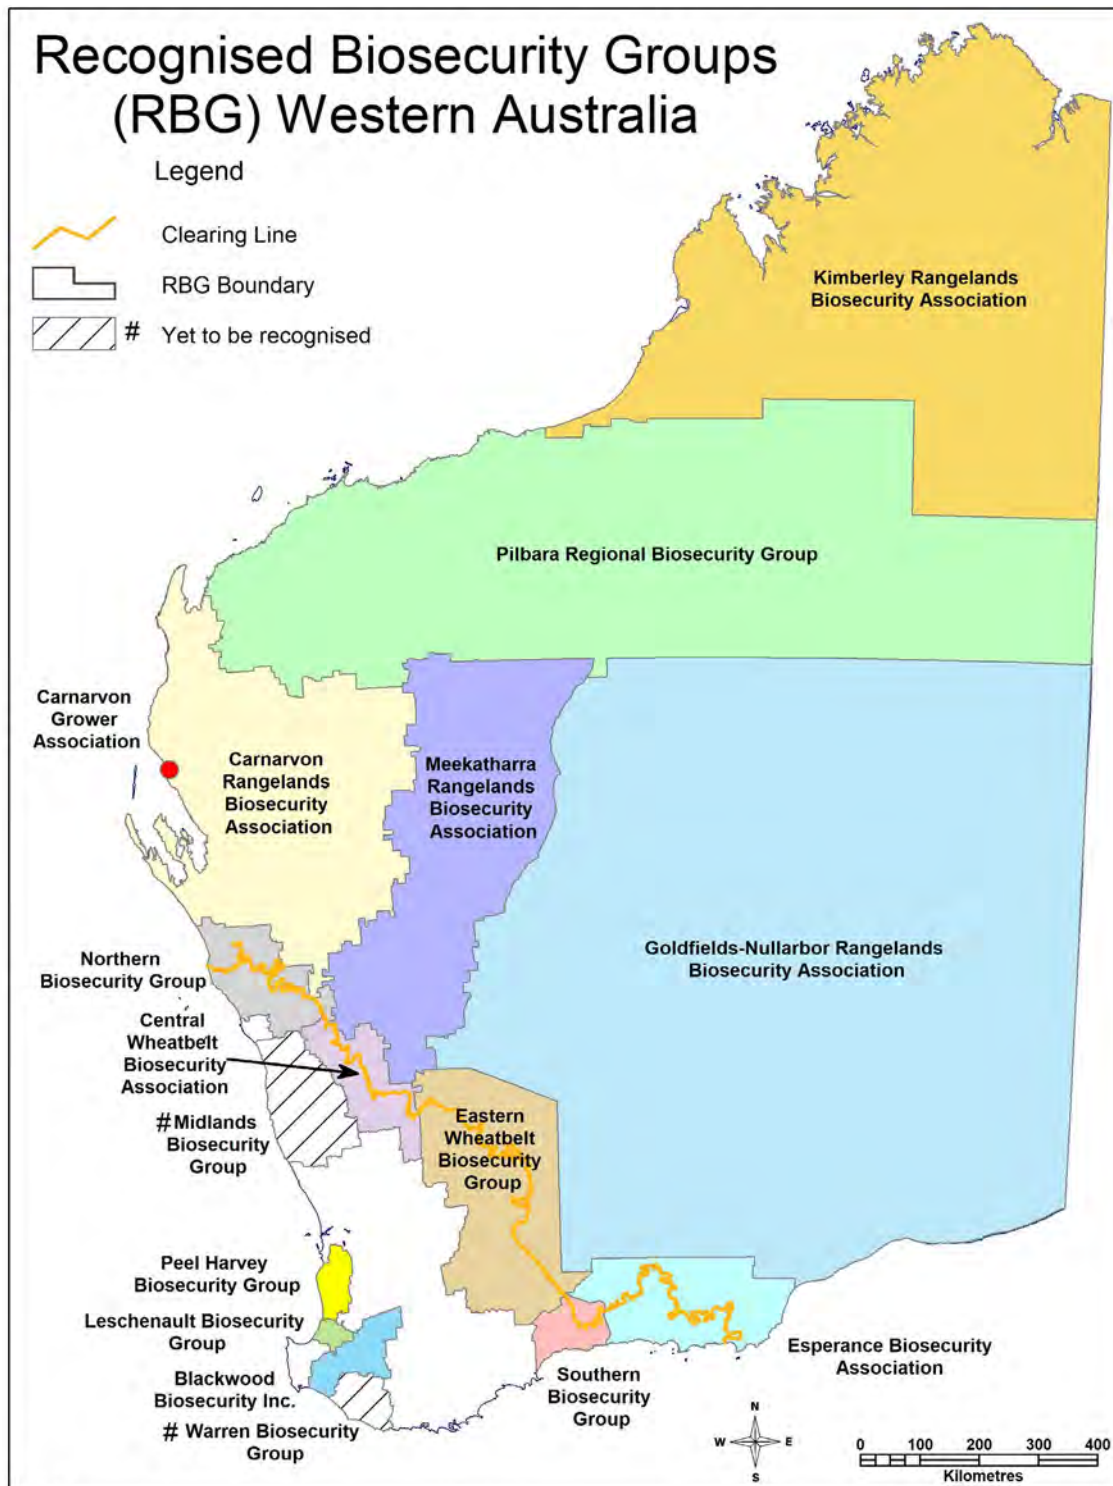 Recognised Biosecurity Groups
(RBG) Western Australia
Legend
Clearing Line
RBG Boundary
# Yet to be recognised
Kimberley Rangelands
Biosecurity Association
Pilbara Regional Biosecurity Group
Carnarvon
Grower
Association
Carnarvon
Rangelands
Biosecurity
Association
Meekatharra
Rangelands
Biosecurity
Association
Goldfields-Nullarbor Rangelands
Biosecurity Association
Northern
Biosecurity Group
Central
Wheatbelt
Biosecurity
Association
# Midlands
Biosecurity
Group
Eastern
Wheatbelt
Biosecurity
Group
Peel Harvey
Biosecurity Group
Leschenault Biosecurity
Group
Blackwood
Biosecurity Inc.
# Warren Biosecurity
Group
Southern
Biosecurity
Group
Esperance Biosecurity
Association
N
W E
S
0 100 200 300 400
Kilometres